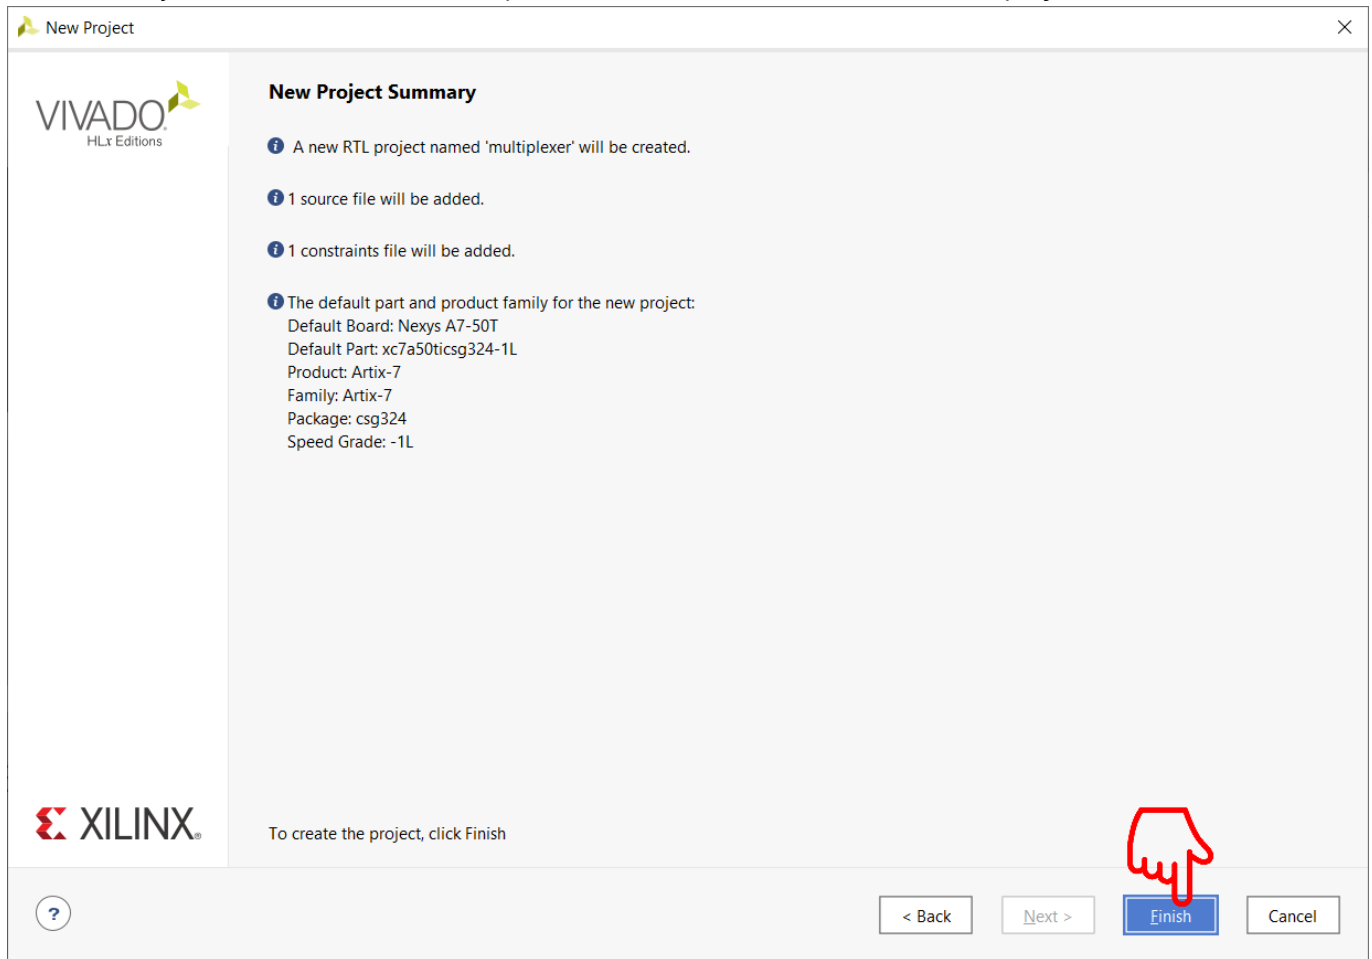 New Project
VIVADO.
HLx Editions
New Project Summary
A new RTL project named 'multiplexer' will be created.
1 source file will be added.
1 constraints file will be added.
The default part and product family for the new project:
Default Board: Nexys A7-50T
Default Part: xc7a50ticsg324-1L
Product: Artix-7
Family: Artix-7
Package: csg324
Speed Grade: -1L
XILINX®
To create the project, click Finish
?
< Back
Next >
Finish
Cancel